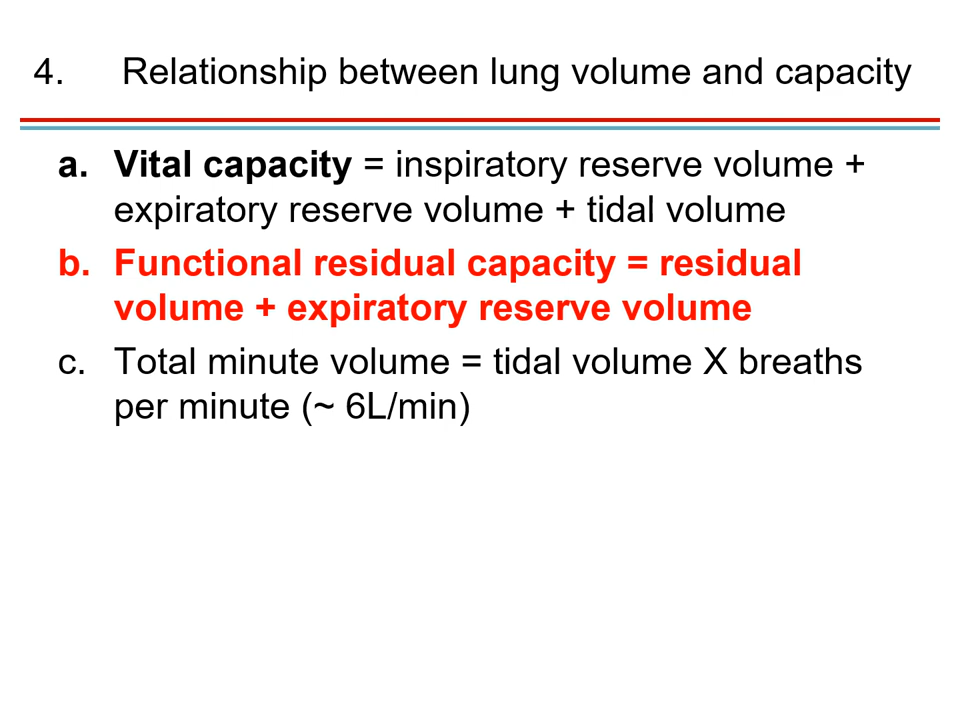 4. Relationship between lung volume and capacity
a. Vital capacity = inspiratory reserve volume +
expiratory reserve volume + tidal volume
b. Functional residual capacity = residual
volume + expiratory reserve volume
c. Total minute volume = tidal volume X breaths
per minute (~ 6L/min)